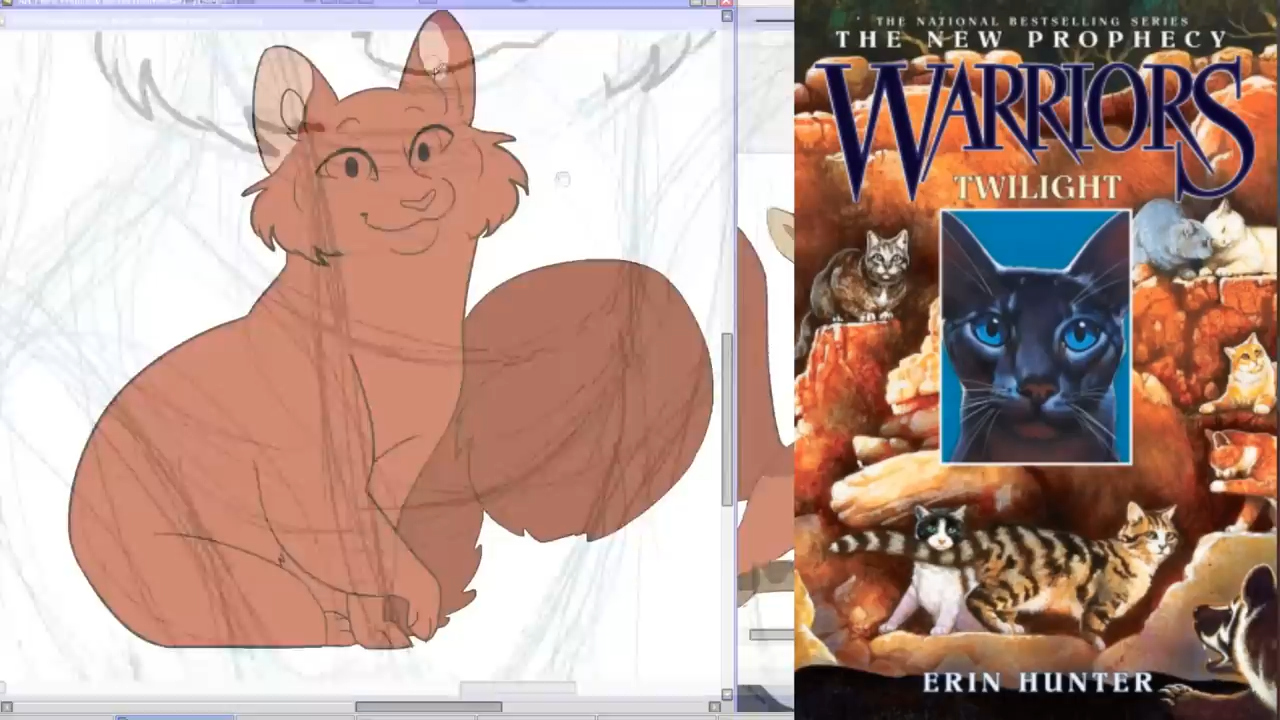 THE NATIONAL BESTSELLING SERIES
THE NEW PROPHECY
WARRIORS
TWILIGHT
ERIN HUNTER